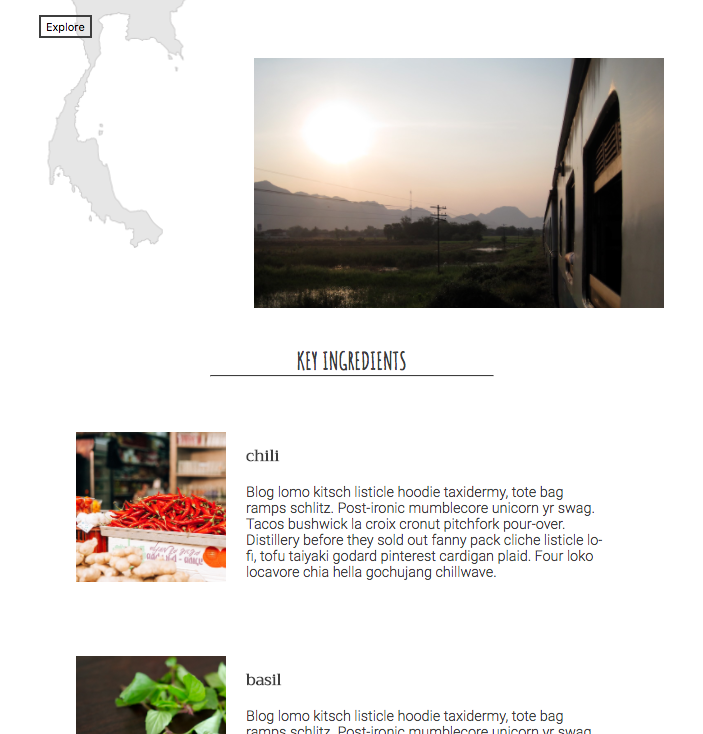 Explore
KEY INGREDIENTS
chili
Blog lomo kitsch listicle hoodie taxidermy, tote bag
ramps schlitz. Post-ironic mumblecore unicorn yr swag.
Tacos bushwick la croix cronut pitchfork pour-over.
Distillery before they sold out fanny pack cliche listicle lo-
fi, tofu taiyaki godard pinterest cardigan plaid. Four loko
locavore chia hella gochujang chillwave.
basil
Blog lomo kitsch listicle hoodie taxidermy, tote bag
ramps schlitz. Post-ironic mumblecore unicorn yr swag.